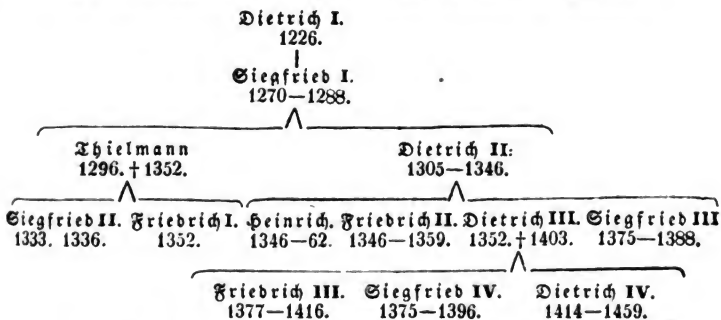 Dietrich I.
1226.
Siegfried I.
1270—1288.
Thielmann Dietrich II:
1296. † 1352. 1305—1346.
Siegfried II. Friedrich I. Heinrich. Friedrich II. Dietrich III. Siegfried III
1333. 1336. 1352. 1346—62. 1346—1359. 1352. † 1403. 1375—1388.
Friedrich III. Siegfried IV. Dietrich IV.
1377—1416. 1375—1396. 1414—1459.